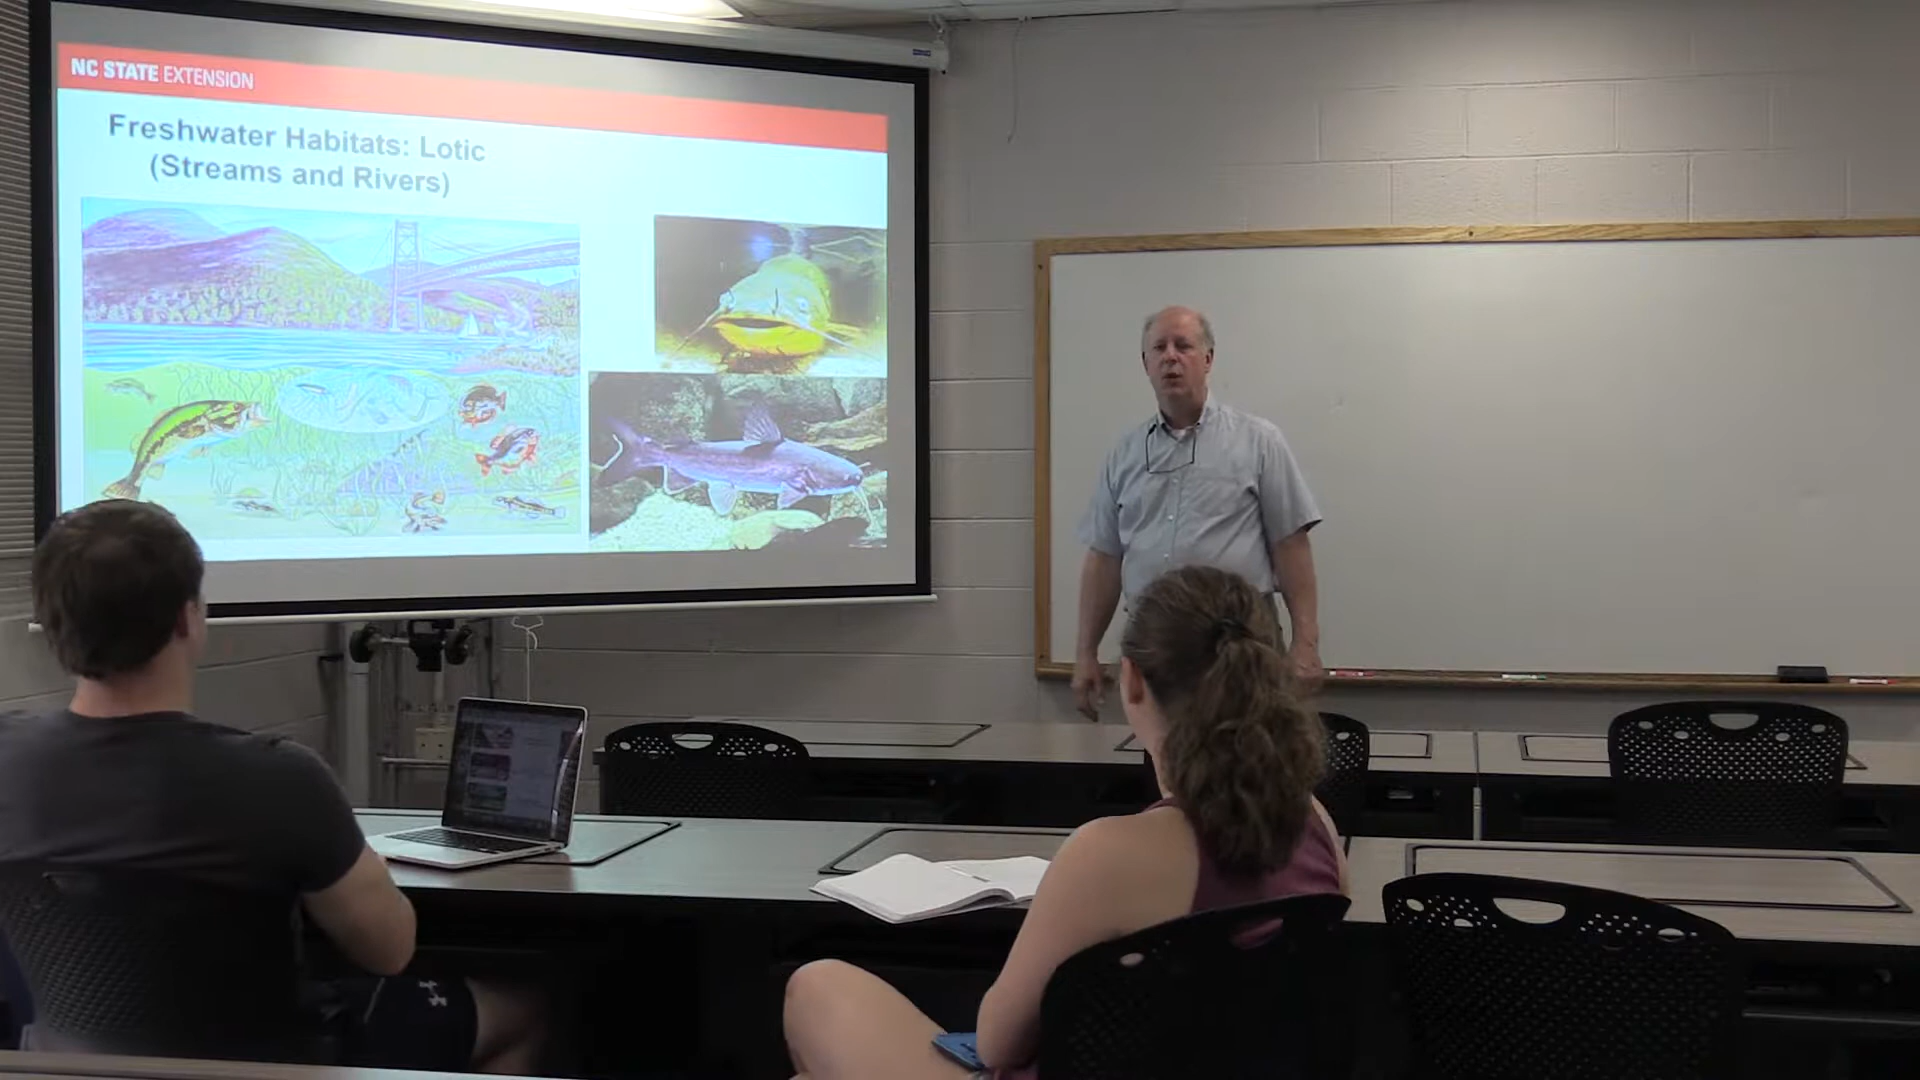 NC STATE EXTENSION
Freshwater Habitats: Lotic
(Streams and Rivers)